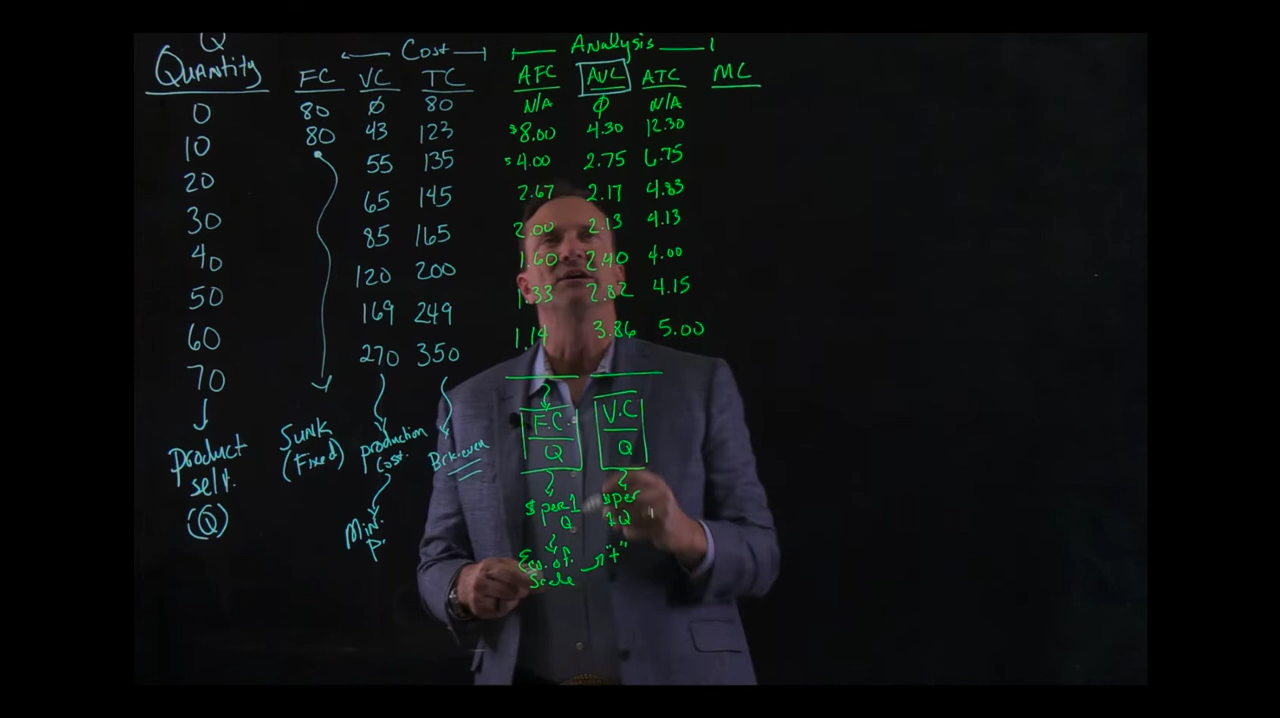 Q
← Cost →
Analysis
QUANTITY FC VC TC AFC AVC ATC MC
0 80 ϕ 80 N/A ϕ N/A
10 80 43 123 $8.00 4.30 12.30
20 55 135 $4.00 2.75 6.75
30 65 145 2.67 2.17 4.83
40 85 165 2.00 2.13 4.13
50 120 200 1.60 2.40 4.00
60 169 249 1.33 2.82 4.15
70 270 350 1.14 3.86 5.00
Product
selt.
(Q)
SUNK
(Fixed)
production
Cost.
Min.
P.
Brk-even
F.C.
Q
$ per 1
Q
Eco. of.
Scale
"+"
V.C
Q
$ per
1Q